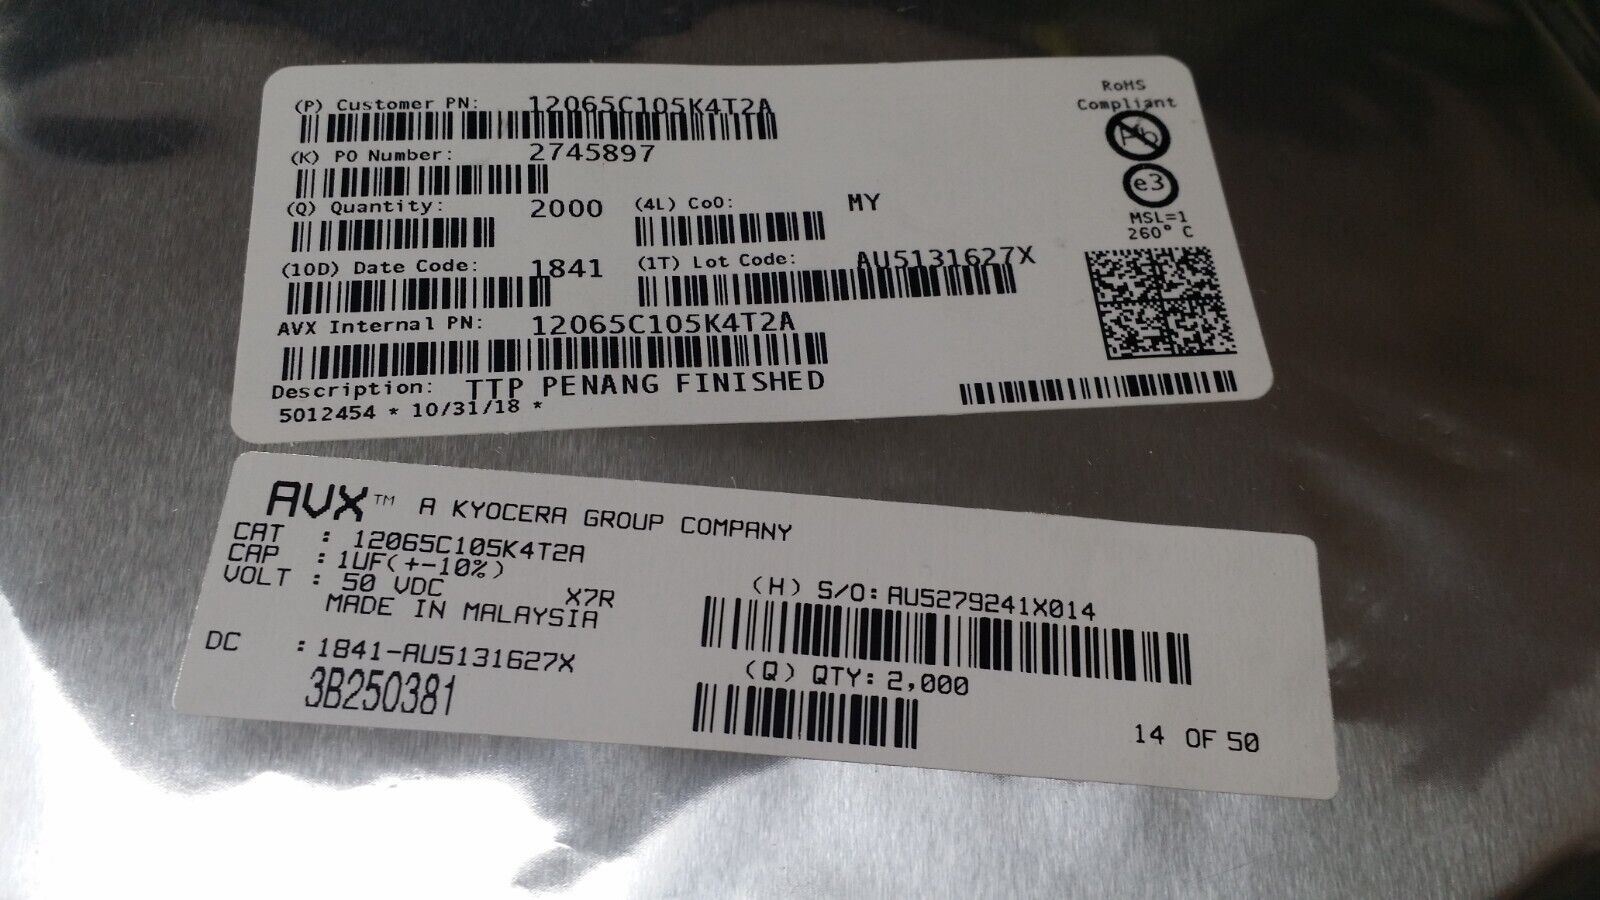 (P) Customer PN: 12065C105K4T2A
(K) PO Number: 2745897
(Q) Quantity: 2000 (4L) CoO: MY
(10D) Date Code: 1841 (1T) Lot Code: AU5131627X
AVX Internal PN: 12065C105K4T2A
Description: TTP PENANG FINISHED
5012454 * 10/31/18 *
RoHS
Compliant
Pb
e3
MSL=1
260° C
AVX™ A KYOCERA GROUP COMPANY
CAT : 12065C105K4T2A
CAP : 1UF(+-10%)
VOLT : 50 VDC X7R
MADE IN MALAYSIA
DC : 1841-AU5131627X
3B250381
(H) S/O: AU5279241X014
(Q) QTY: 2,000
14 OF 50